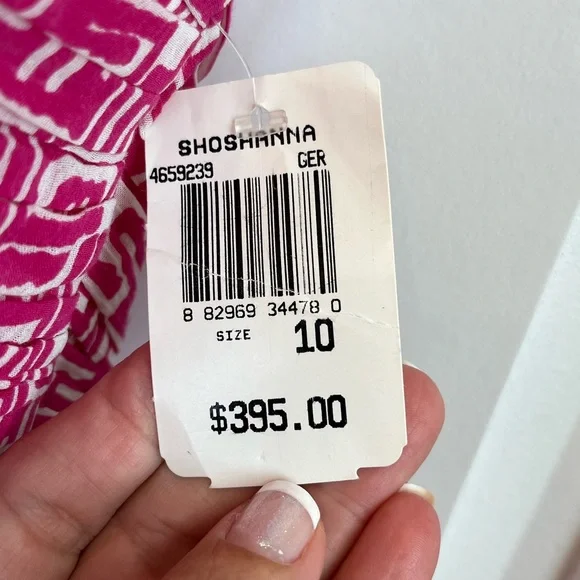 SHOSHANNA
4659239 GER
8 82969 34478 0
SIZE 10
$395.00